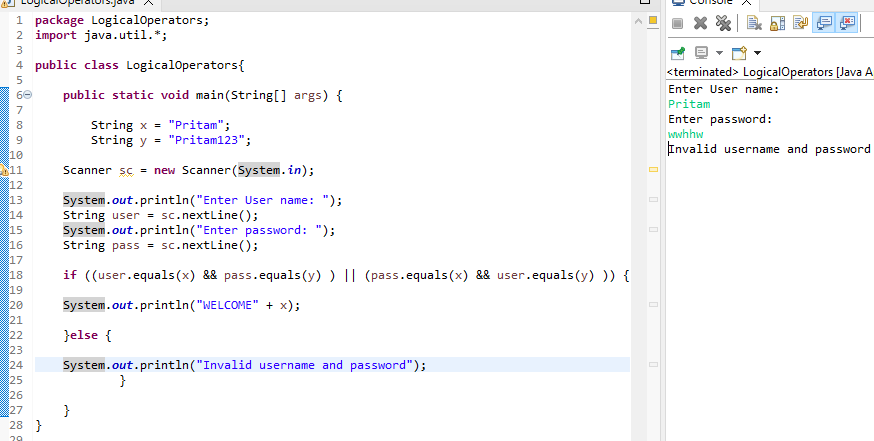 LogicalOperators.java
Console
1 package LogicalOperators;
2 import java.util.*;
3
4 public class LogicalOperators{
5
6 public static void main(String[] args) {
7
8 String x = "Pritam";
9 String y = "Pritam123";
10
11 Scanner sc = new Scanner(System.in);
12
13 System.out.println("Enter User name: ");
14 String user = sc.nextLine();
15 System.out.println("Enter password: ");
16 String pass = sc.nextLine();
17
18 if ((user.equals(x) && pass.equals(y) ) || (pass.equals(x) && user.equals(y) )) {
19
20 System.out.println("WELCOME" + x);
21
22 }else {
23
24 System.out.println("Invalid username and password");
25 }
26
27 }
28 }
29
<terminated> LogicalOperators [Java A
Enter User name:
Pritam
Enter password:
wwhhw
Invalid username and password